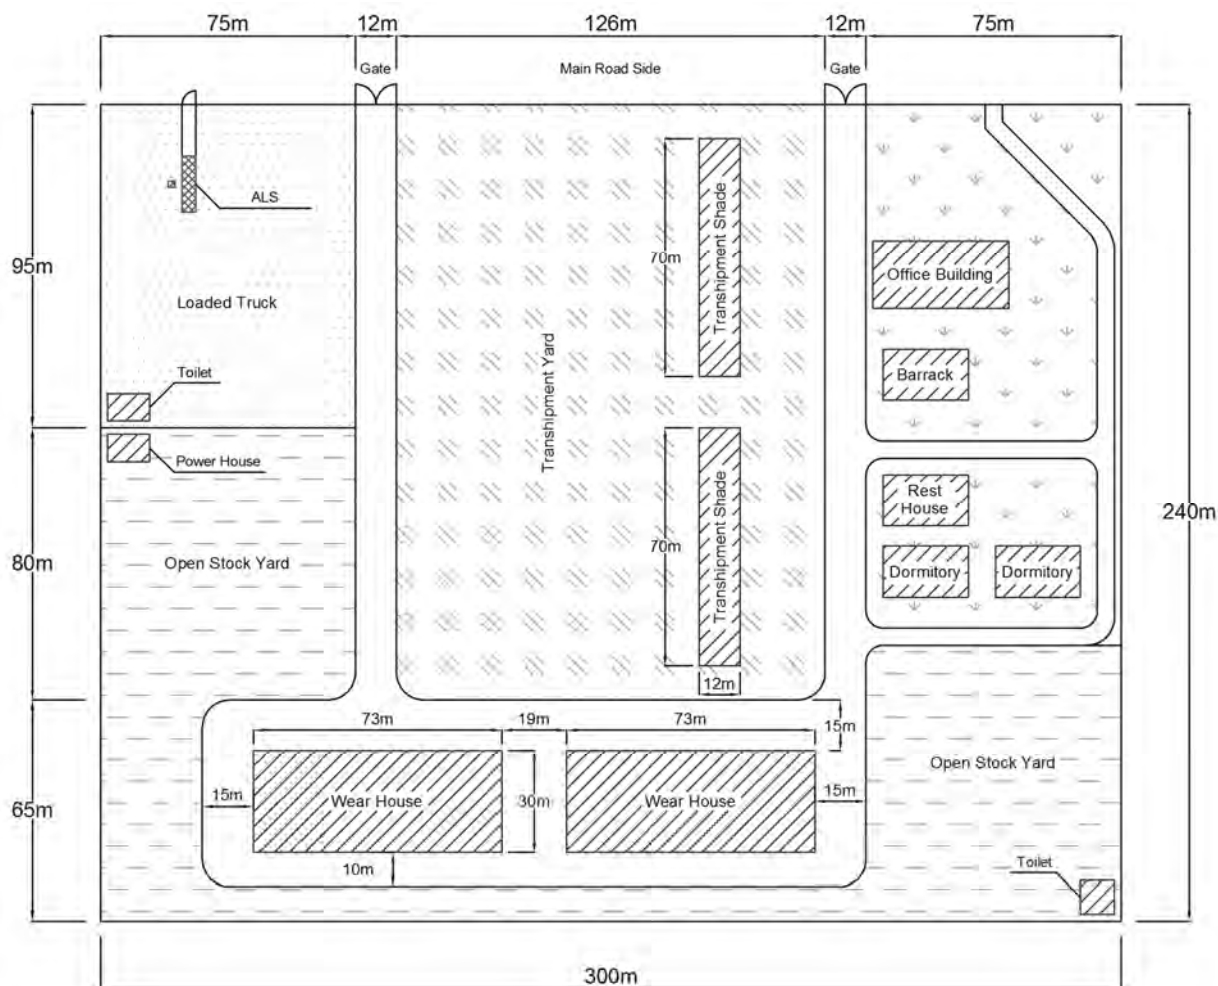 75m
12m
126m
12m
75m
Gate
Main Road Side
Gate
ALS
95m
Loaded Truck
Toilet
Power House
Open Stock Yard
80m
Transhipment Yard
70m
Transhipment Shade
70m
Transhipment Shade
12m
Office Building
Barrack
Rest
House
Dormitory
Dormitory
240m
73m
19m
73m
15m
65m
15m
Wear House
30m
Wear House
15m
10m
Open Stock Yard
Toilet
300m